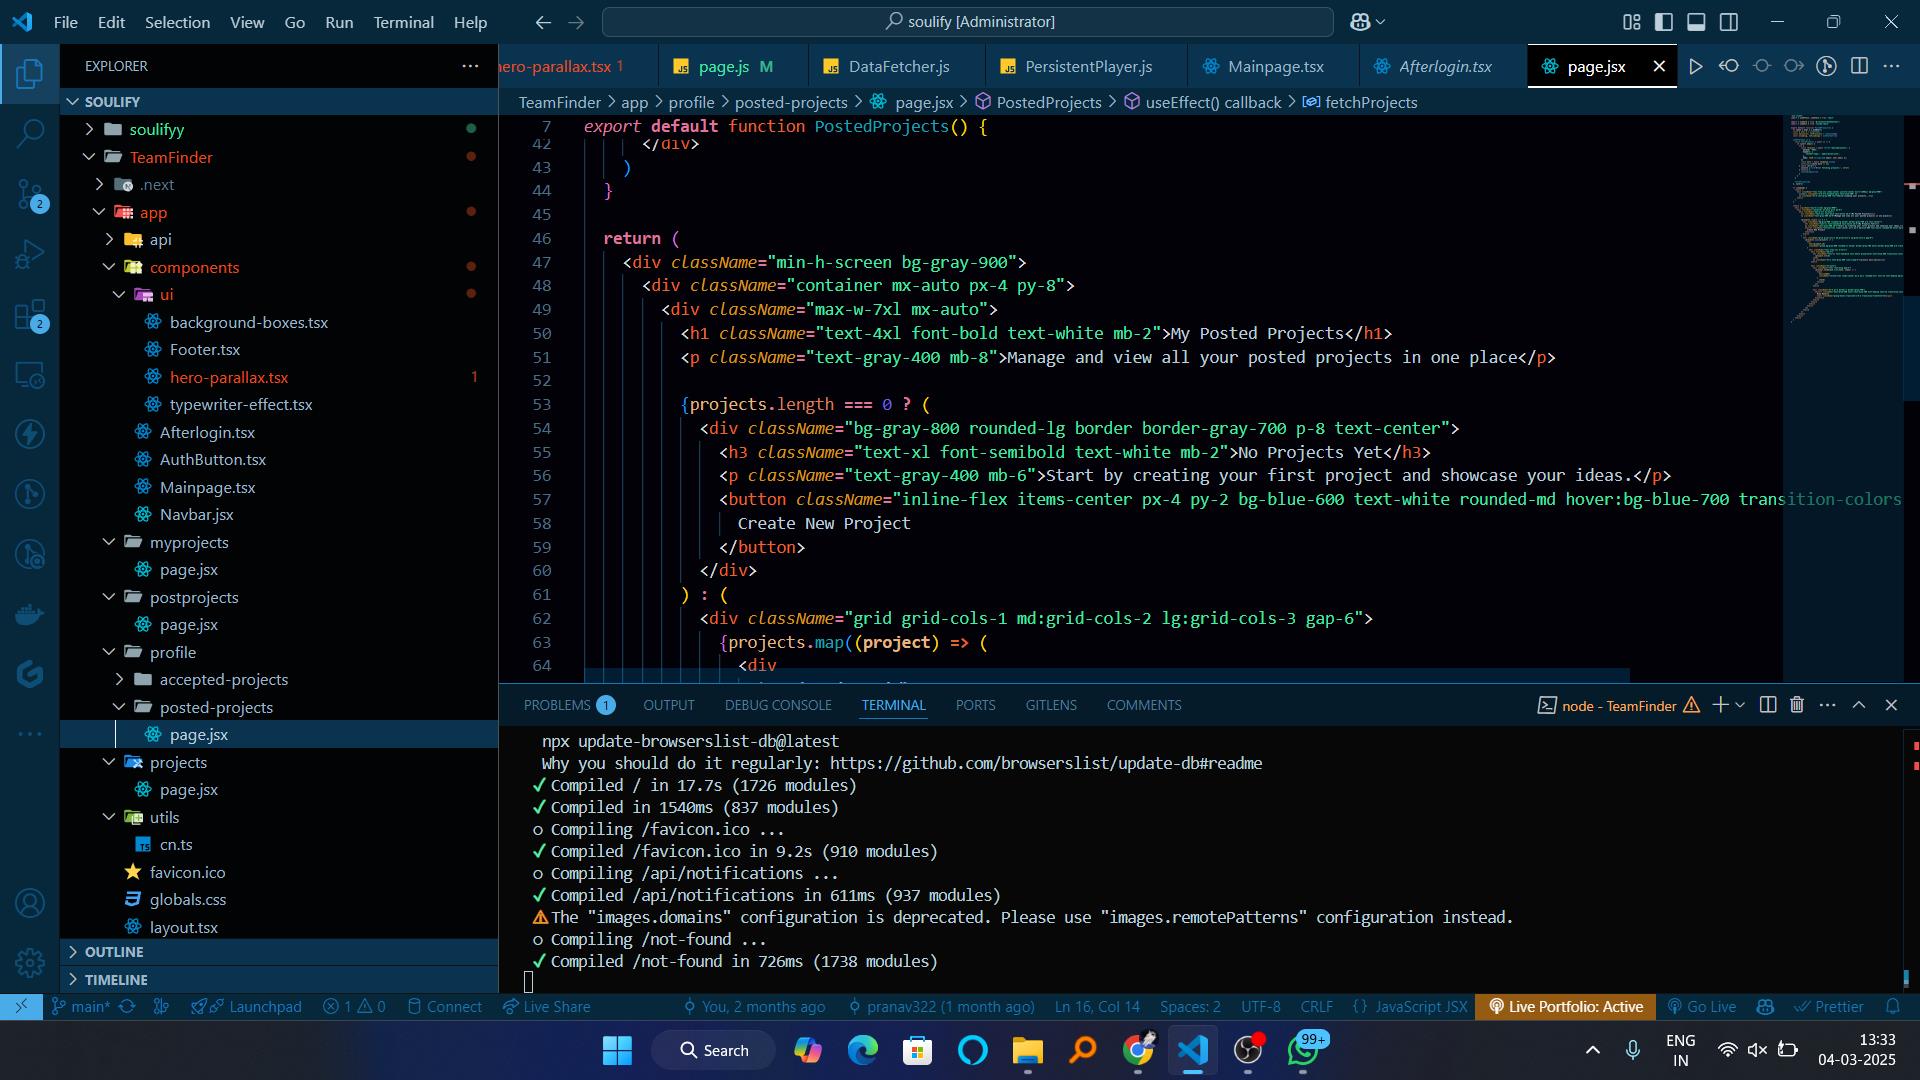 File Edit Selection View Go Run Terminal Help
soulify [Administrator]
EXPLORER
SOULIFY
soulifyy
TeamFinder
.next
app
api
components
ui
background-boxes.tsx
Footer.tsx
hero-parallax.tsx 1
typewriter-effect.tsx
Afterlogin.tsx
AuthButton.tsx
Mainpage.tsx
Navbar.jsx
myprojects
page.jsx
postprojects
page.jsx
profile
accepted-projects
posted-projects
page.jsx
projects
page.jsx
utils
cn.ts
favicon.ico
globals.css
layout.tsx
OUTLINE
TIMELINE
2
2
hero-parallax.tsx 1 page.js M DataFetcher.js PersistentPlayer.js Mainpage.tsx Afterlogin.tsx page.jsx
TeamFinder > app > profile > posted-projects > page.jsx > PostedProjects > useEffect() callback > fetchProjects
7 export default function PostedProjects() {
42 </div>
43 )
44 }
45
46 return (
47 <div className="min-h-screen bg-gray-900">
48 <div className="container mx-auto px-4 py-8">
49 <div className="max-w-7xl mx-auto">
50 <h1 className="text-4xl font-bold text-white mb-2">My Posted Projects</h1>
51 <p className="text-gray-400 mb-8">Manage and view all your posted projects in one place</p>
52
53 {projects.length === 0 ? (
54 <div className="bg-gray-800 rounded-lg border border-gray-700 p-8 text-center">
55 <h3 className="text-xl font-semibold text-white mb-2">No Projects Yet</h3>
56 <p className="text-gray-400 mb-6">Start by creating your first project and showcase your ideas.</p>
57 <button className="inline-flex items-center px-4 py-2 bg-blue-600 text-white rounded-md hover:bg-blue-700 transition-colors
58 Create New Project
59 </button>
60 </div>
61 ) : (
62 <div className="grid grid-cols-1 md:grid-cols-2 lg:grid-cols-3 gap-6">
63 {projects.map((project) => (
64 <div
PROBLEMS 1 OUTPUT DEBUG CONSOLE TERMINAL PORTS GITLENS COMMENTS
node - TeamFinder
npx update-browserslist-db@latest
Why you should do it regularly: https://github.com/browserslist/update-db#readme
✓ Compiled / in 17.7s (1726 modules)
✓ Compiled in 1540ms (837 modules)
○ Compiling /favicon.ico ...
✓ Compiled /favicon.ico in 9.2s (910 modules)
○ Compiling /api/notifications ...
✓ Compiled /api/notifications in 611ms (937 modules)
⚠ The "images.domains" configuration is deprecated. Please use "images.remotePatterns" configuration instead.
○ Compiling /not-found ...
✓ Compiled /not-found in 726ms (1738 modules)
main* Launchpad 1 0 Connect Live Share You, 2 months ago pranav322 (1 month ago) Ln 16, Col 14 Spaces: 2 UTF-8 CRLF {} JavaScript JSX Live Portfolio: Active Go Live Prettier
Search
99+
ENG
IN
13:33
04-03-2025